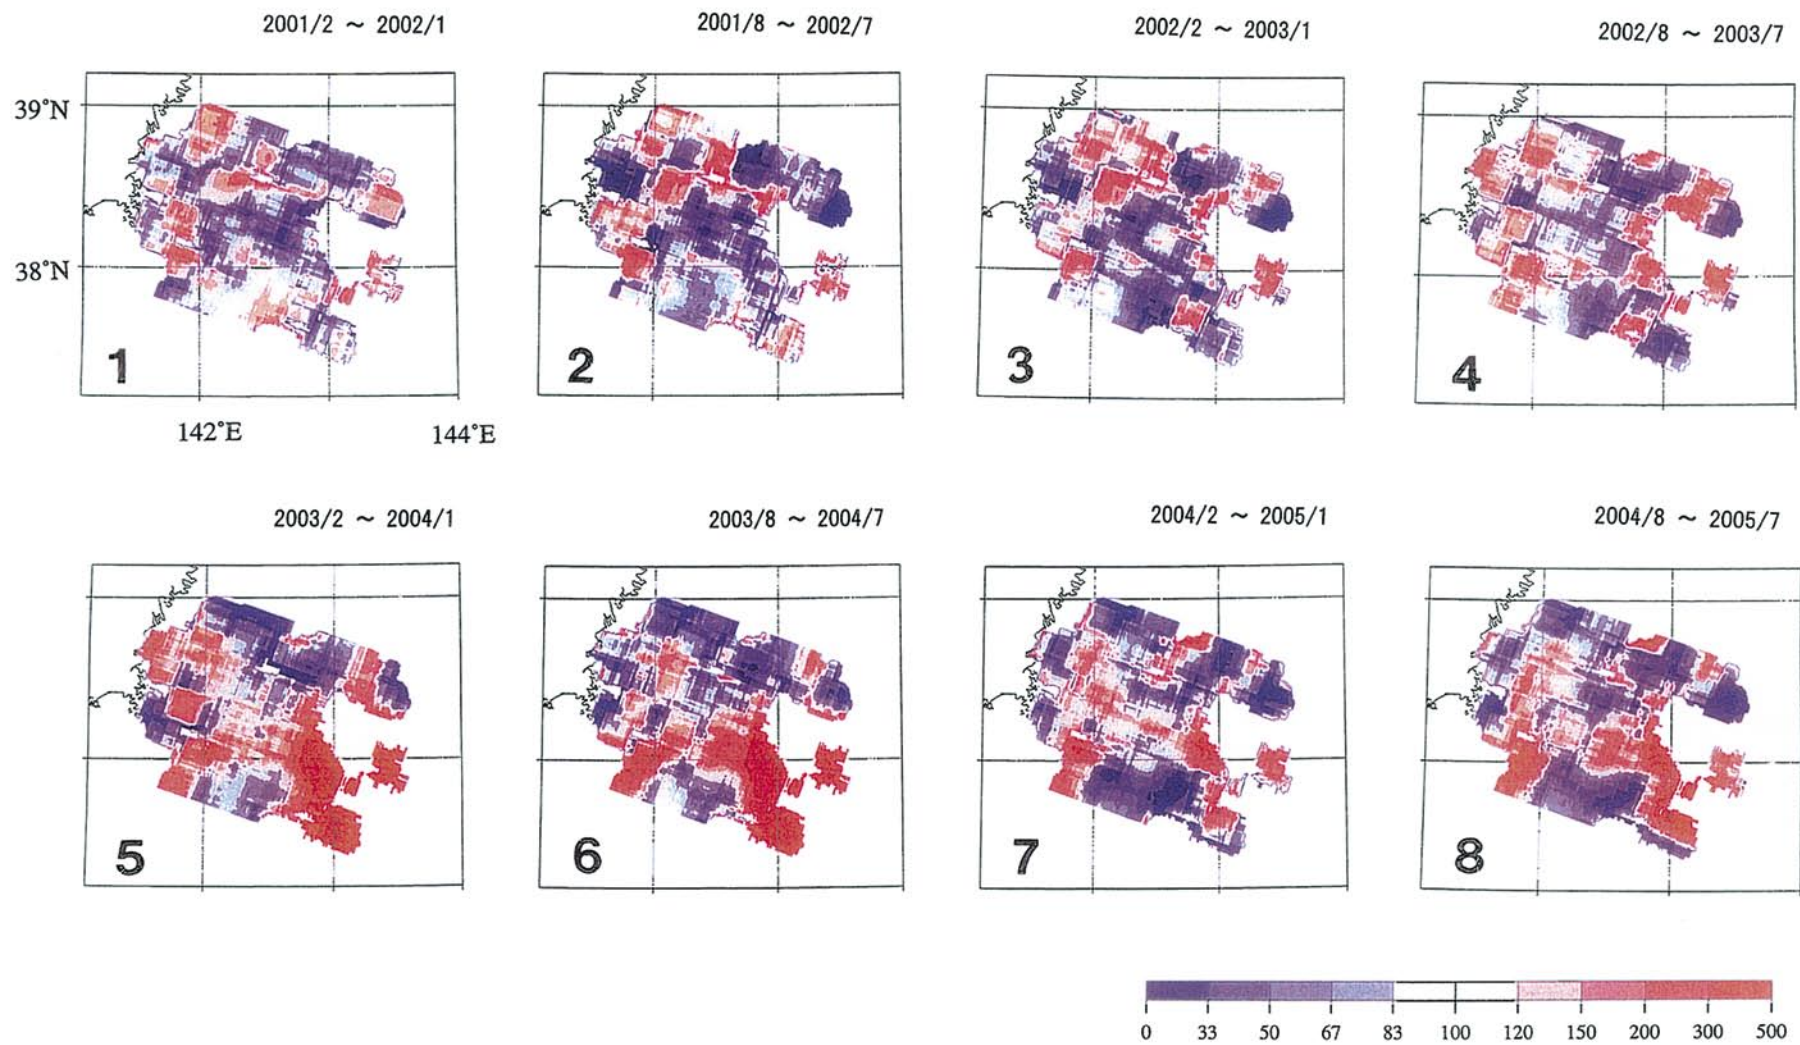 2001/2 ～ 2002/1
2001/8 ～ 2002/7
2002/2 ～ 2003/1
2002/8 ～ 2003/7
39°N
38°N
1
2
3
4
142°E
144°E
2003/2 ～ 2004/1
2003/8 ～ 2004/7
2004/2 ～ 2005/1
2004/8 ～ 2005/7
5
6
7
8
0 33 50 67 83 100 120 150 200 300 500